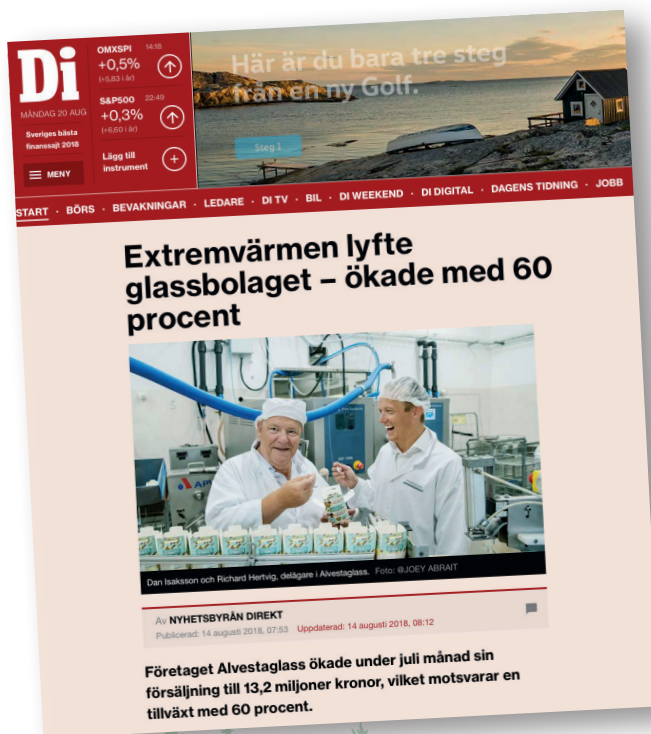 Di
MÅNDAG 20 AUG
Sveriges bästa
finanssajt 2018
MENY
OMXSPI 14:18
+0,5%
(+5,83 i år)
S&P500 22:49
+0,3%
(+6,60 i år)
Lägg till
instrument
Här är du bara tre steg
från en ny Golf.
Steg 1
START · BÖRS · BEVAKNINGAR · LEDARE · DI TV · BIL · DI WEEKEND · DI DIGITAL · DAGENS TIDNING · JOBB
Extremvärmen lyfte
glassbolaget – ökade med 60
procent
Dan Isaksson och Richard Hertvig, delägare i Alvestaglass. Foto: @JOEY ABRAIT
Av NYHETSBYRÅN DIREKT
Publicerad: 14 augusti 2018, 07:53 Uppdaterad: 14 augusti 2018, 08:12
Företaget Alvestaglass ökade under juli månad sin
försäljning till 13,2 miljoner kronor, vilket motsvarar en
tillväxt med 60 procent.